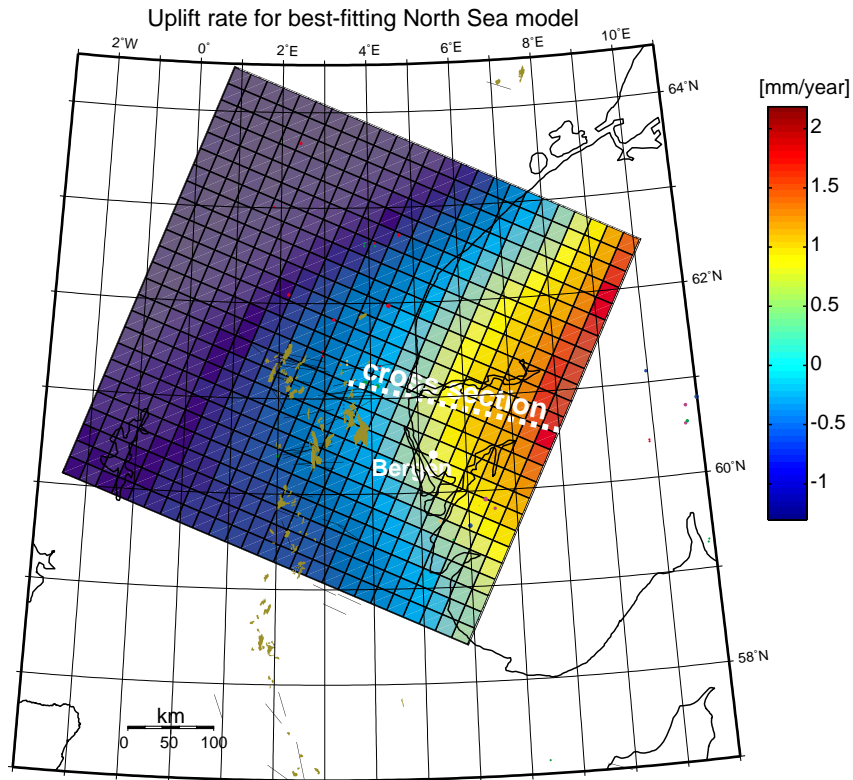 Uplift rate for best-fitting North Sea model
2°W 0° 2°E 4°E 6°E 8°E 10°E
64°N
62°N
60°N
58°N
[mm/year]
2
1.5
1
0.5
0
-0.5
-1
cross section
Bergen
km
0 50 100